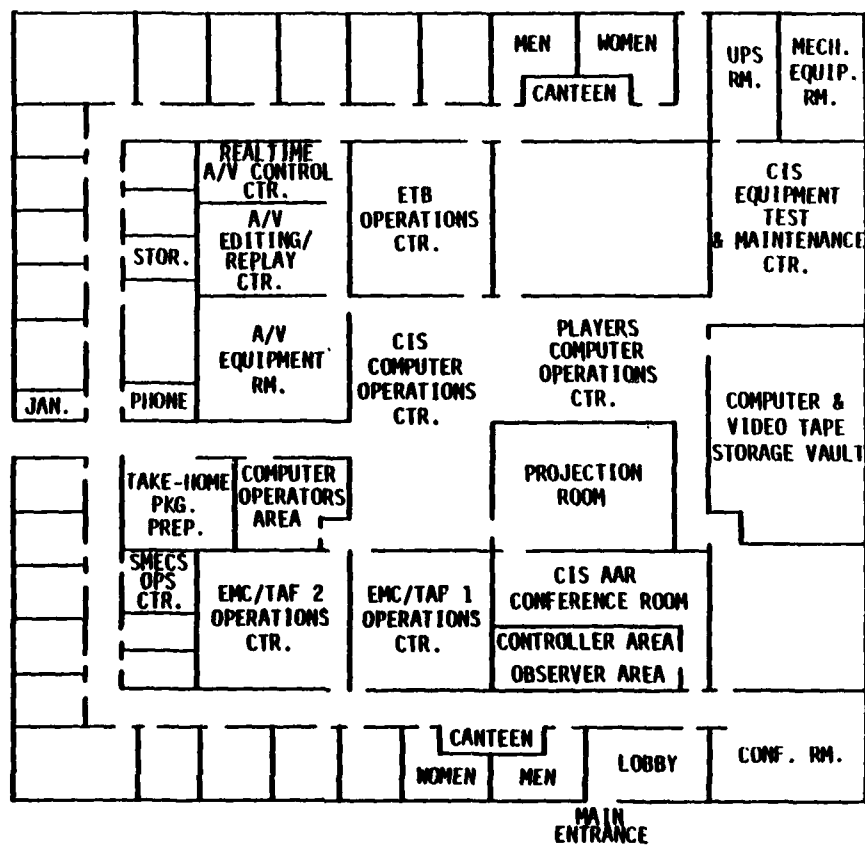 MEN
WOMEN
CANTEEN
UPS
RM.
MECH.
EQUIP.
RM.
REALTIME
A/V CONTROL
CTR.
A/V
EDITING/
REPLAY
CTR.
STOR.
ETB
OPERATIONS
CTR.
CIS
EQUIPMENT
TEST
& MAINTENANCE
CTR.
A/V
EQUIPMENT
RM.
CIS
COMPUTER
OPERATIONS
CTR.
PLAYERS
COMPUTER
OPERATIONS
CTR.
JAN.
PHONE
COMPUTER &
VIDEO TAPE
STORAGE VAULT
TAKE-HOME
PKG.
PREP.
COMPUTER
OPERATORS
AREA
PROJECTION
ROOM
SMECS
OPS
CTR.
EMC/TAF 2
OPERATIONS
CTR.
EMC/TAF 1
OPERATIONS
CTR.
CIS AAR
CONFERENCE ROOM
CONTROLLER AREA
OBSERVER AREA
CANTEEN
WOMEN
MEN
LOBBY
CONF. RM.
MAIN
ENTRANCE